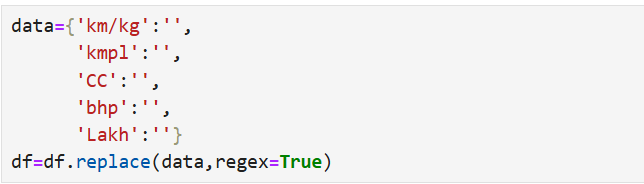 data={'km/kg':'',
      'kmpl':'',
      'CC':'',
      'bhp':'',
      'Lakh':''}
df=df.replace(data,regex=True)